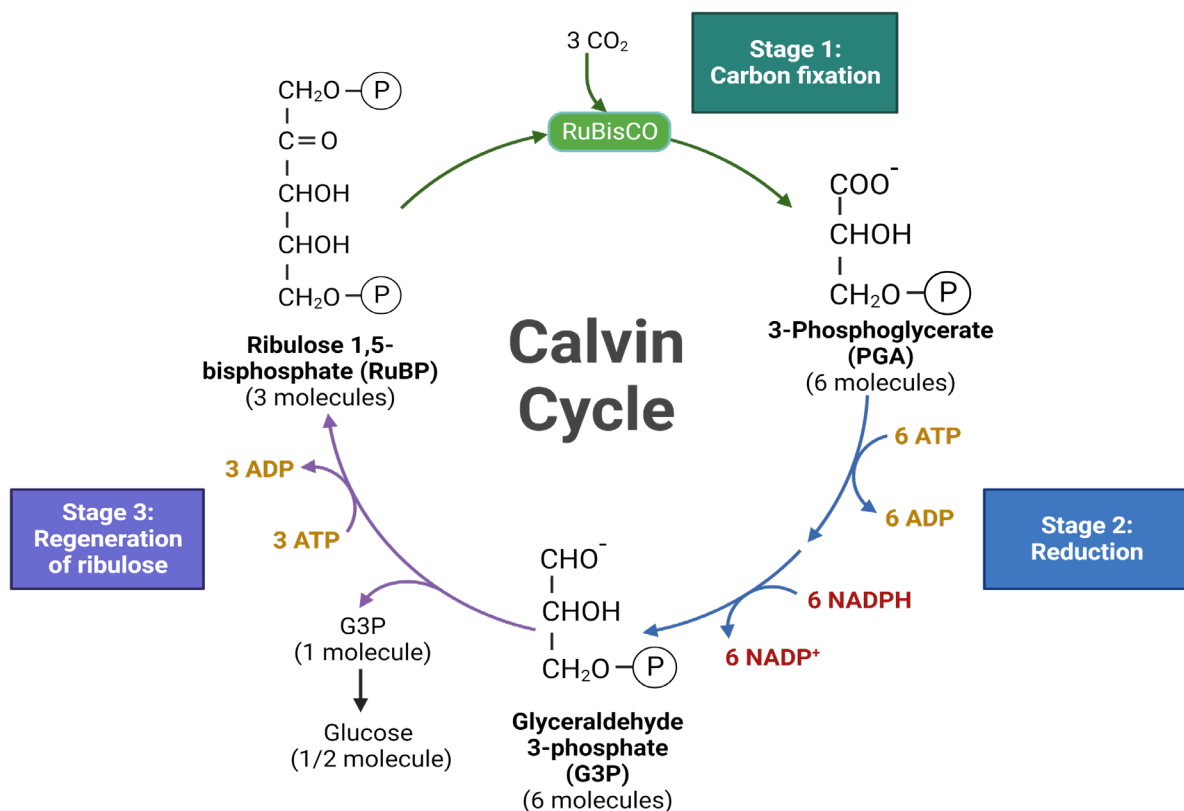 3 CO₂
RuBisCO
Stage 1:
Carbon fixation
CH₂O–P
C=O
CHOH
CHOH
CH₂O–P
Ribulose 1,5-
bisphosphate (RuBP)
(3 molecules)
COO⁻
CHOH
CH₂O–P
3-Phosphoglycerate
(PGA)
(6 molecules)
Calvin
Cycle
6 ATP
6 ADP
Stage 2:
Reduction
6 NADPH
6 NADP⁺
CHO⁻
CHOH
CH₂O–P
Glyceraldehyde
3-phosphate
(G3P)
(6 molecules)
3 ADP
3 ATP
Stage 3:
Regeneration
of ribulose
G3P
(1 molecule)
Glucose
(1/2 molecule)